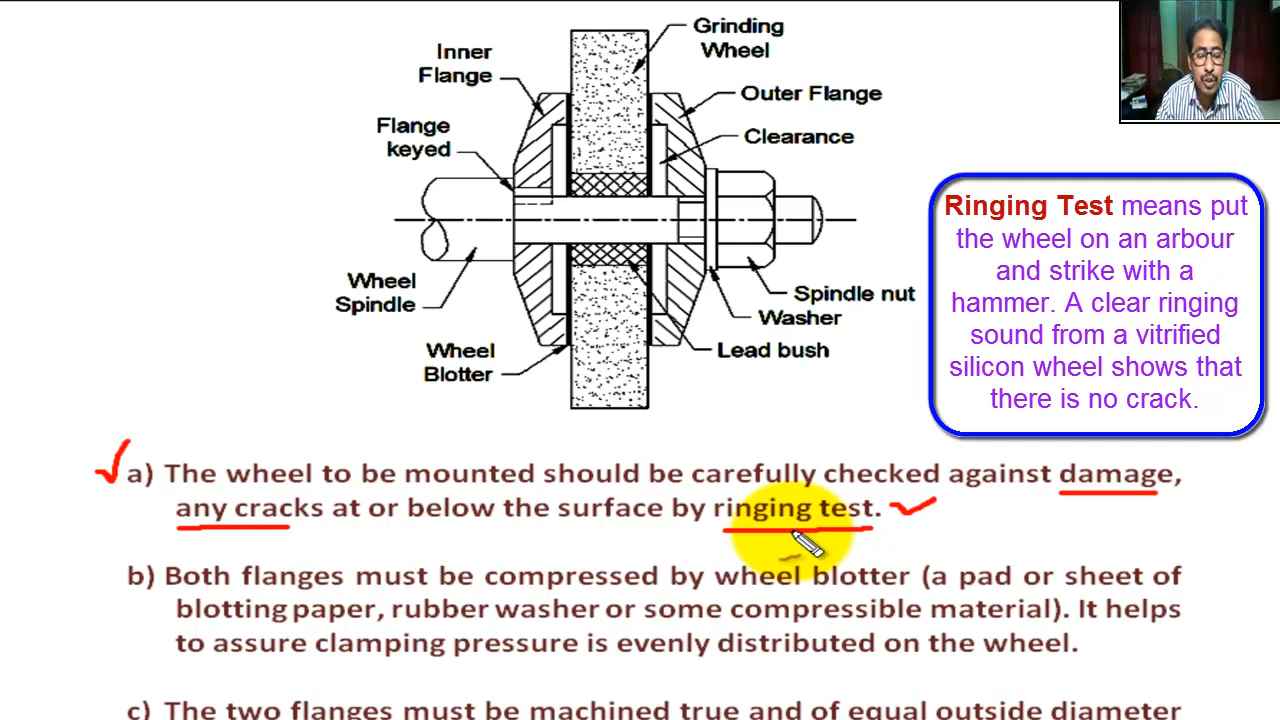 Grinding
Wheel
Inner
Flange
Outer Flange
Flange
keyed
Clearance
Wheel
Spindle
Spindle nut
Washer
Wheel
Blotter
Lead bush
Ringing Test means put
the wheel on an arbour
and strike with a
hammer. A clear ringing
sound from a vitrified
silicon wheel shows that
there is no crack.
a) The wheel to be mounted should be carefully checked against damage,
any cracks at or below the surface by ringing test.
b) Both flanges must be compressed by wheel blotter (a pad or sheet of
blotting paper, rubber washer or some compressible material). It helps
to assure clamping pressure is evenly distributed on the wheel.
c) The two flanges must be machined true and of equal outside diameter